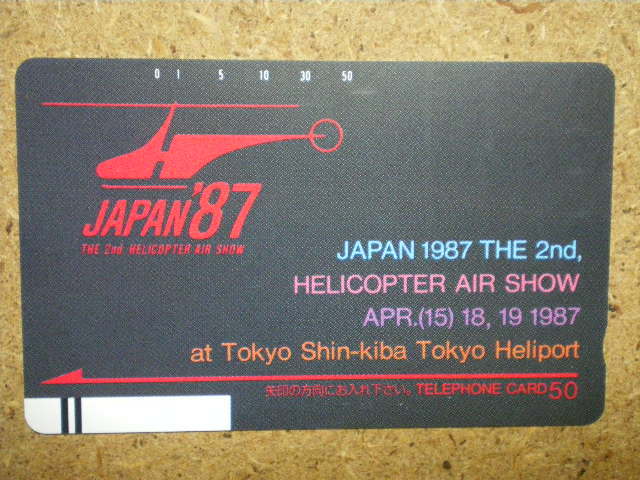 0 1 5 10 30 50
JAPAN'87
THE 2nd HELICOPTER AIR SHOW
JAPAN 1987 THE 2nd,
HELICOPTER AIR SHOW
APR.(15) 18, 19 1987
at Tokyo Shin-kiba Tokyo Heliport
矢印の方向にお入れ下さい。TELEPHONE CARD 50